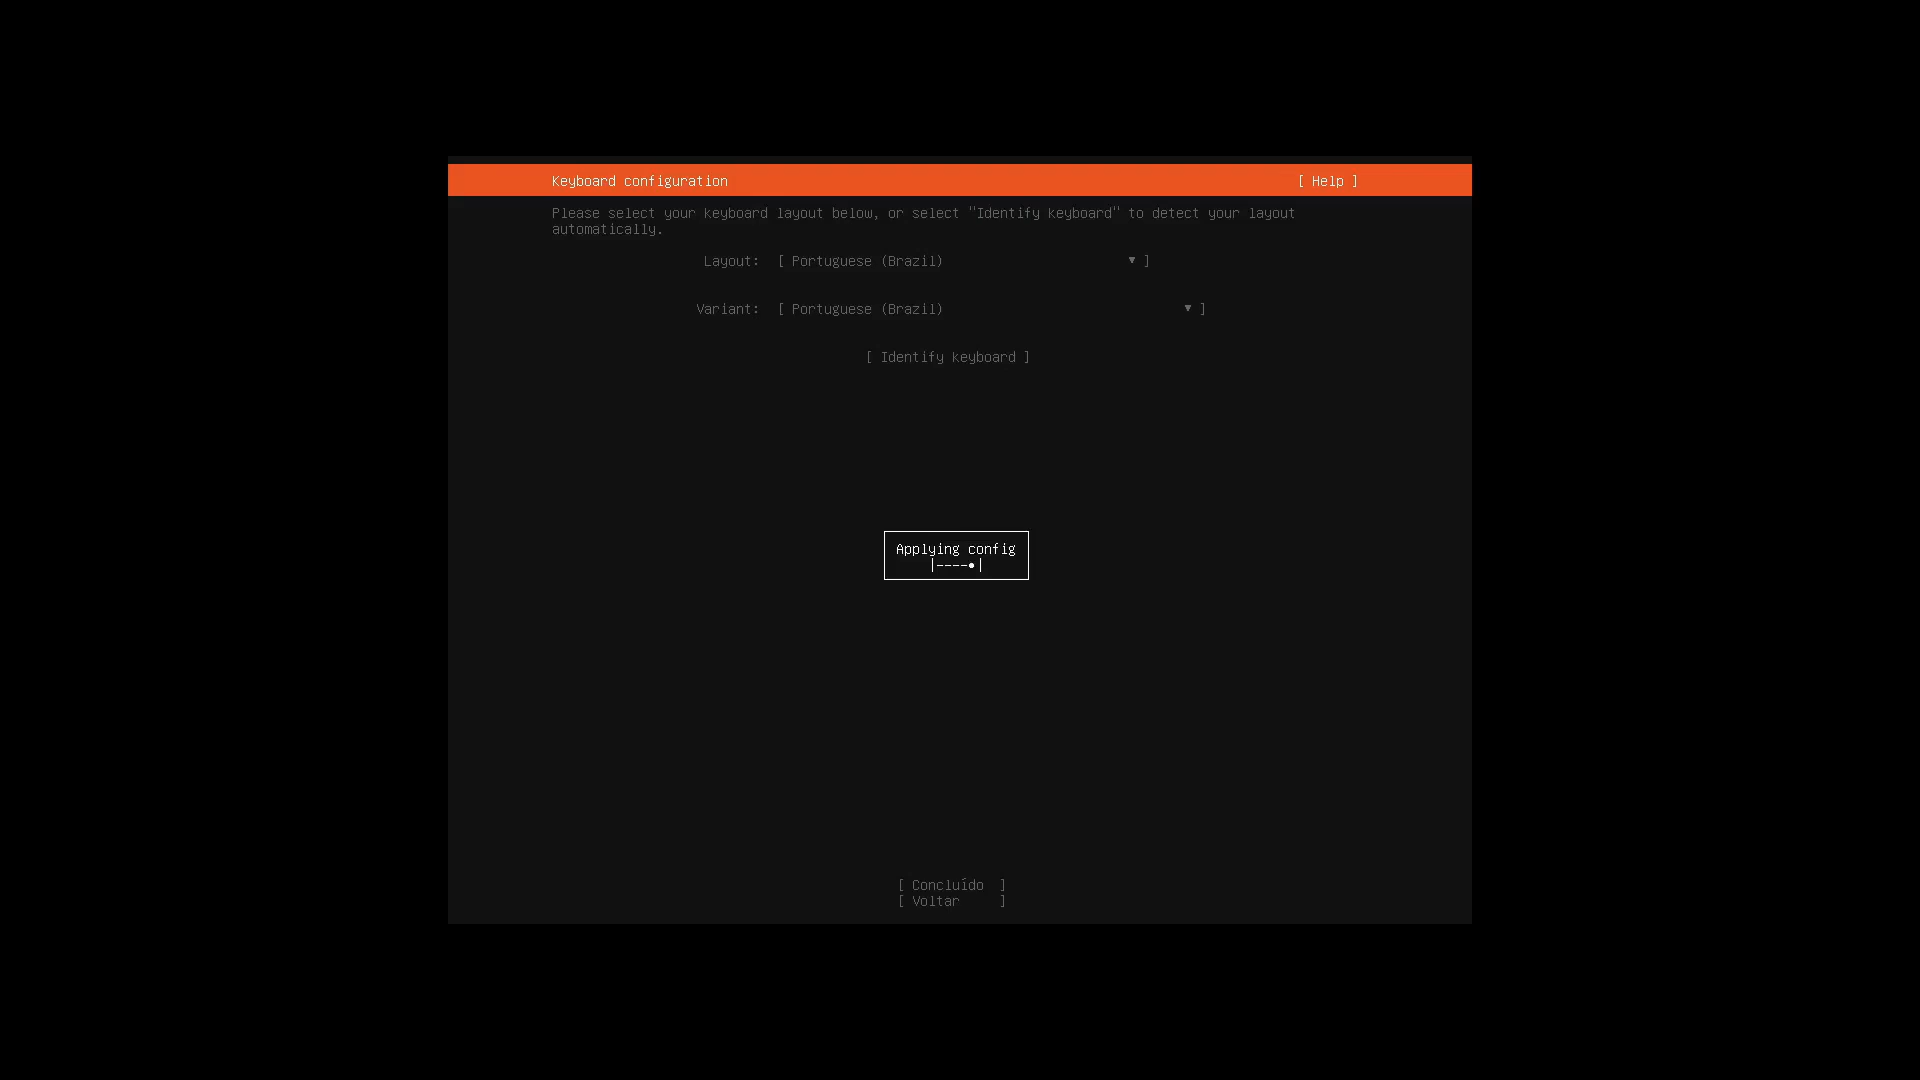 Keyboard configuration [ Help ]
Please select your keyboard layout below, or select "Identify keyboard" to detect your layout
automatically.
Layout: [ Portuguese (Brazil) ▾ ]
Variant: [ Portuguese (Brazil) ▾ ]
[ Identify keyboard ]
Applying config
|----●|
[ Concluído ]
[ Voltar ]